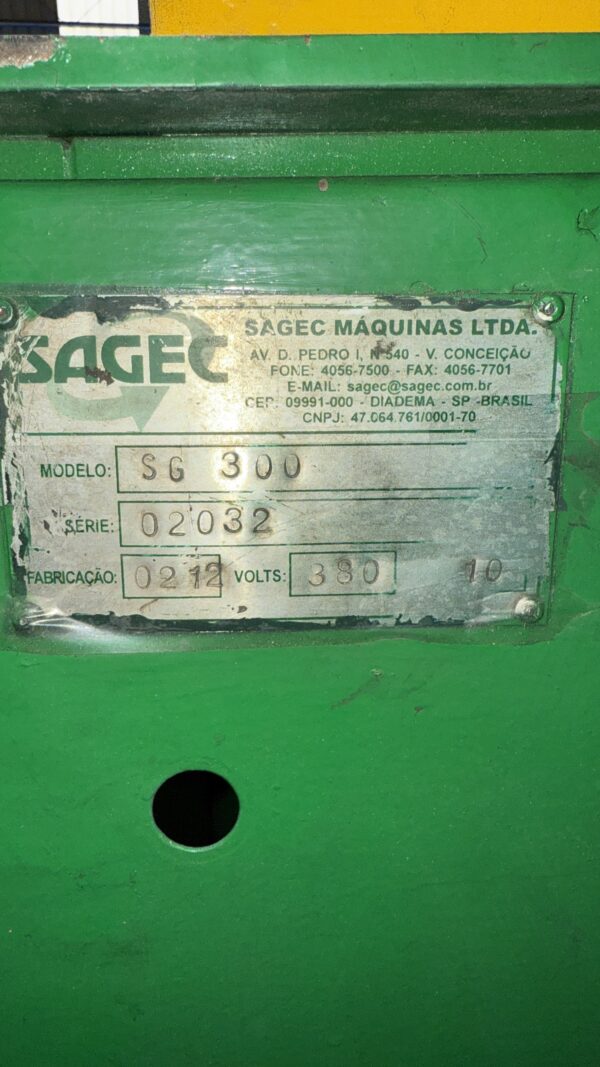 SAGEC
SAGEC MÁQUINAS LTDA.
AV. D. PEDRO I, Nº 540 - V. CONCEIÇÃO
FONE: 4056-7500 - FAX: 4056-7701
E-MAIL: sagec@sagec.com.br
CEP: 09991-000 - DIADEMA - SP - BRASIL
CNPJ: 47.064.761/0001-70
MODELO: SG 300
SÉRIE: 02032
FABRICAÇÃO: 0212 VOLTS: 380 10